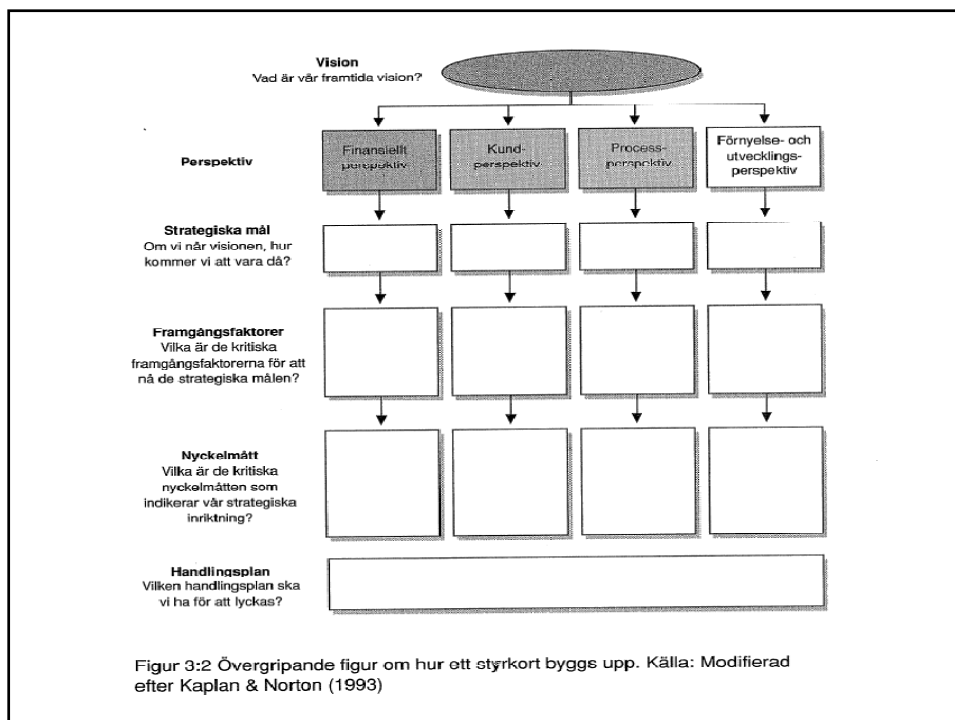 Vision
Vad är vår framtida vision?
Perspektiv
Finansiellt
perspektiv
Kund-
perspektiv
Process-
perspektiv
Förnyelse- och
utvecklings-
perspektiv
Strategiska mål
Om vi når visionen, hur
kommer vi att vara då?
Framgångsfaktorer
Vilka är de kritiska
framgångsfaktorerna för att
nå de strategiska målen?
Nyckelmått
Vilka är de kritiska
nyckelmåtten som
indikerar vår strategiska
inriktning?
Handlingsplan
Vilken handlingsplan ska
vi ha för att lyckas?
Figur 3:2 Övergripande figur om hur ett styrkort byggs upp. Källa: Modifierad
efter Kaplan & Norton (1993)